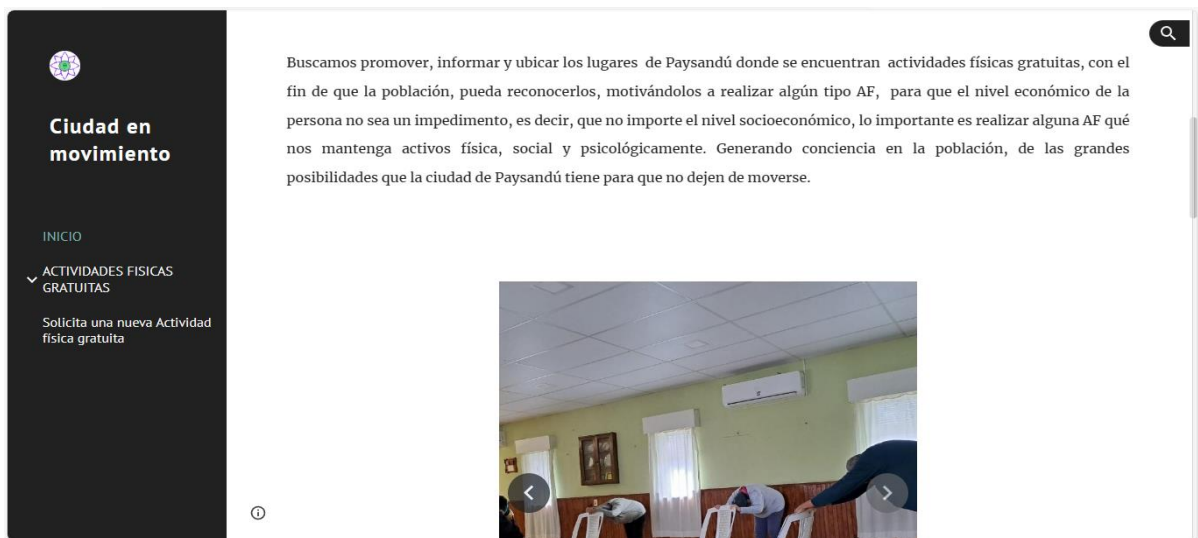 Ciudad en
movimiento
INICIO
ACTIVIDADES FISICAS
GRATUITAS
Solicita una nueva Actividad
física gratuita
Buscamos promover, informar y ubicar los lugares de Paysandú donde se encuentran actividades físicas gratuitas, con el
fin de que la población, pueda reconocerlos, motivándolos a realizar algún tipo AF, para que el nivel económico de la
persona no sea un impedimento, es decir, que no importe el nivel socioeconómico, lo importante es realizar alguna AF qué
nos mantenga activos física, social y psicológicamente. Generando conciencia en la población, de las grandes
posibilidades que la ciudad de Paysandú tiene para que no dejen de moverse.